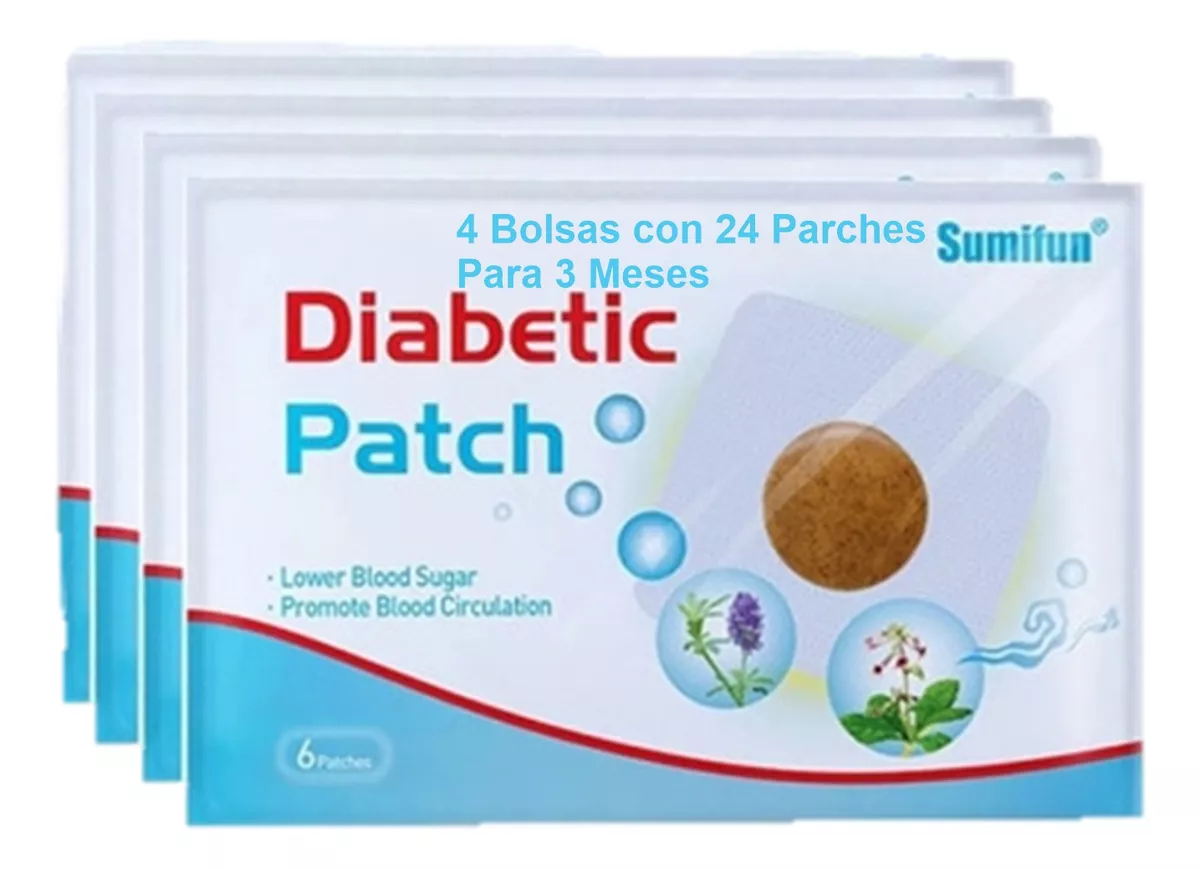 4 Bolsas con 24 Parches
Para 3 Meses
Sumifun®
Diabetic
Patch
· Lower Blood Sugar
· Promote Blood Circulation
6 Patches